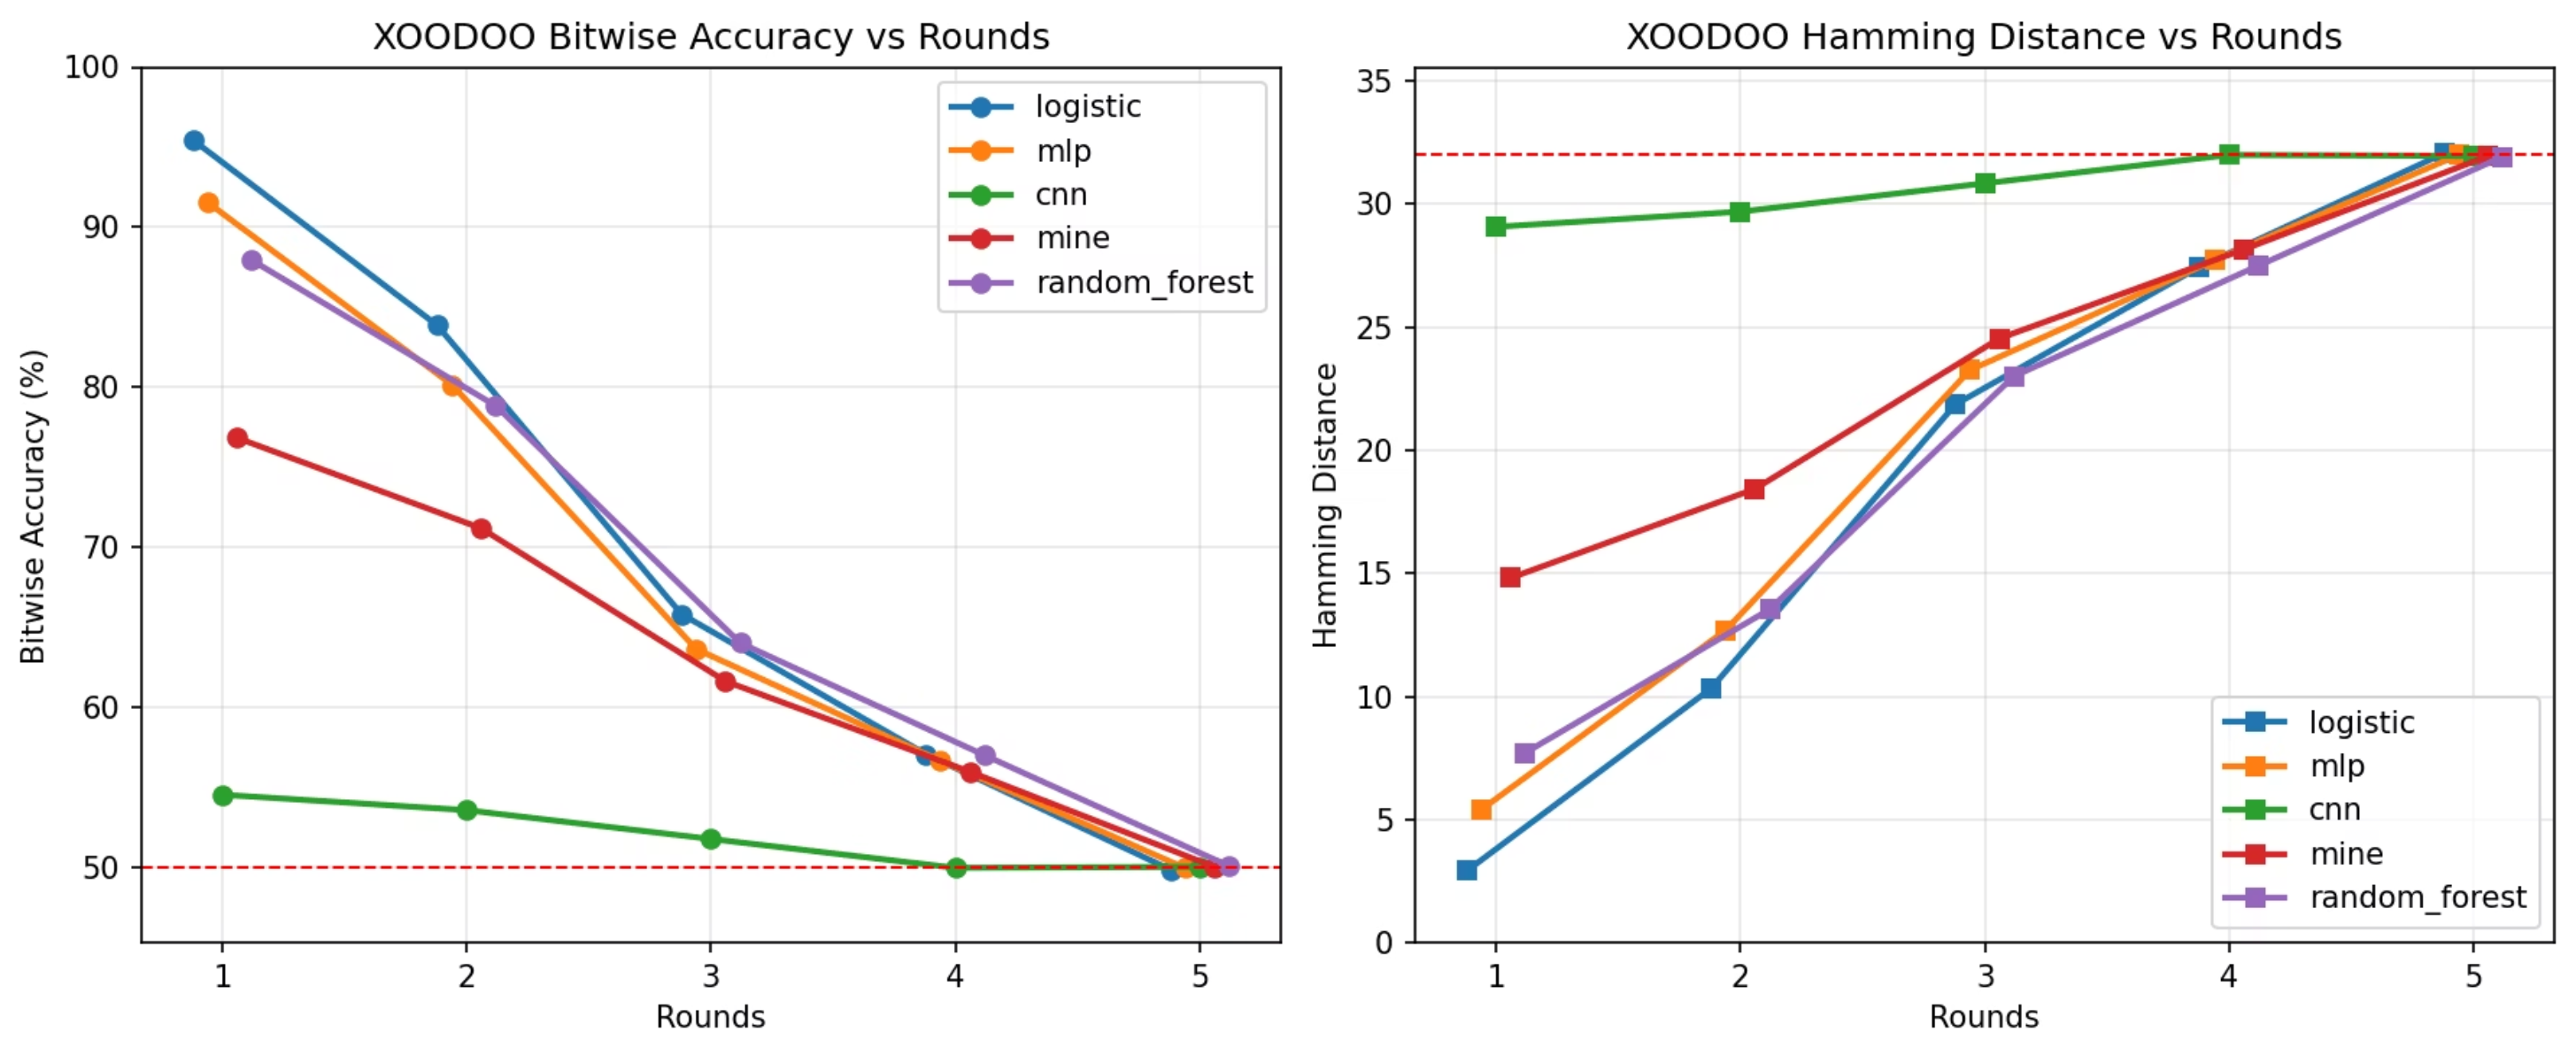 XOODOO Bitwise Accuracy vs Rounds
100
90
80
70
60
50
Bitwise Accuracy (%)
logistic
mlp
cnn
mine
random_forest
1 2 3 4 5
Rounds
XOODOO Hamming Distance vs Rounds
35
30
25
20
15
10
5
0
Hamming Distance
logistic
mlp
cnn
mine
random_forest
1 2 3 4 5
Rounds